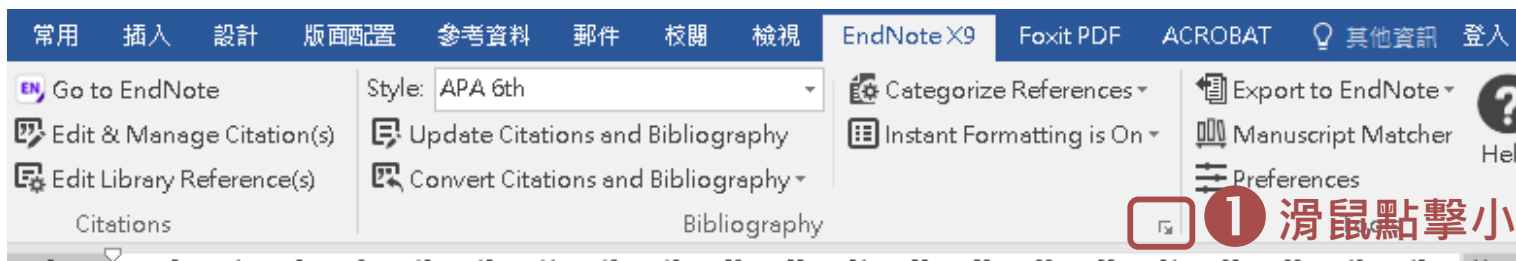 常用 插入 設計 版面配置 參考資料 郵件 校閱 檢視 EndNote X9 Foxit PDF ACROBAT 其他資訊 登入
EN Go to EndNote Style: APA 6th Categorize References Export to EndNote
Edit & Manage Citation(s) Update Citations and Bibliography Instant Formatting is On Manuscript Matcher Hel
Edit Library Reference(s) Convert Citations and Bibliography Preferences
Citations Bibliography 1 滑鼠點擊小